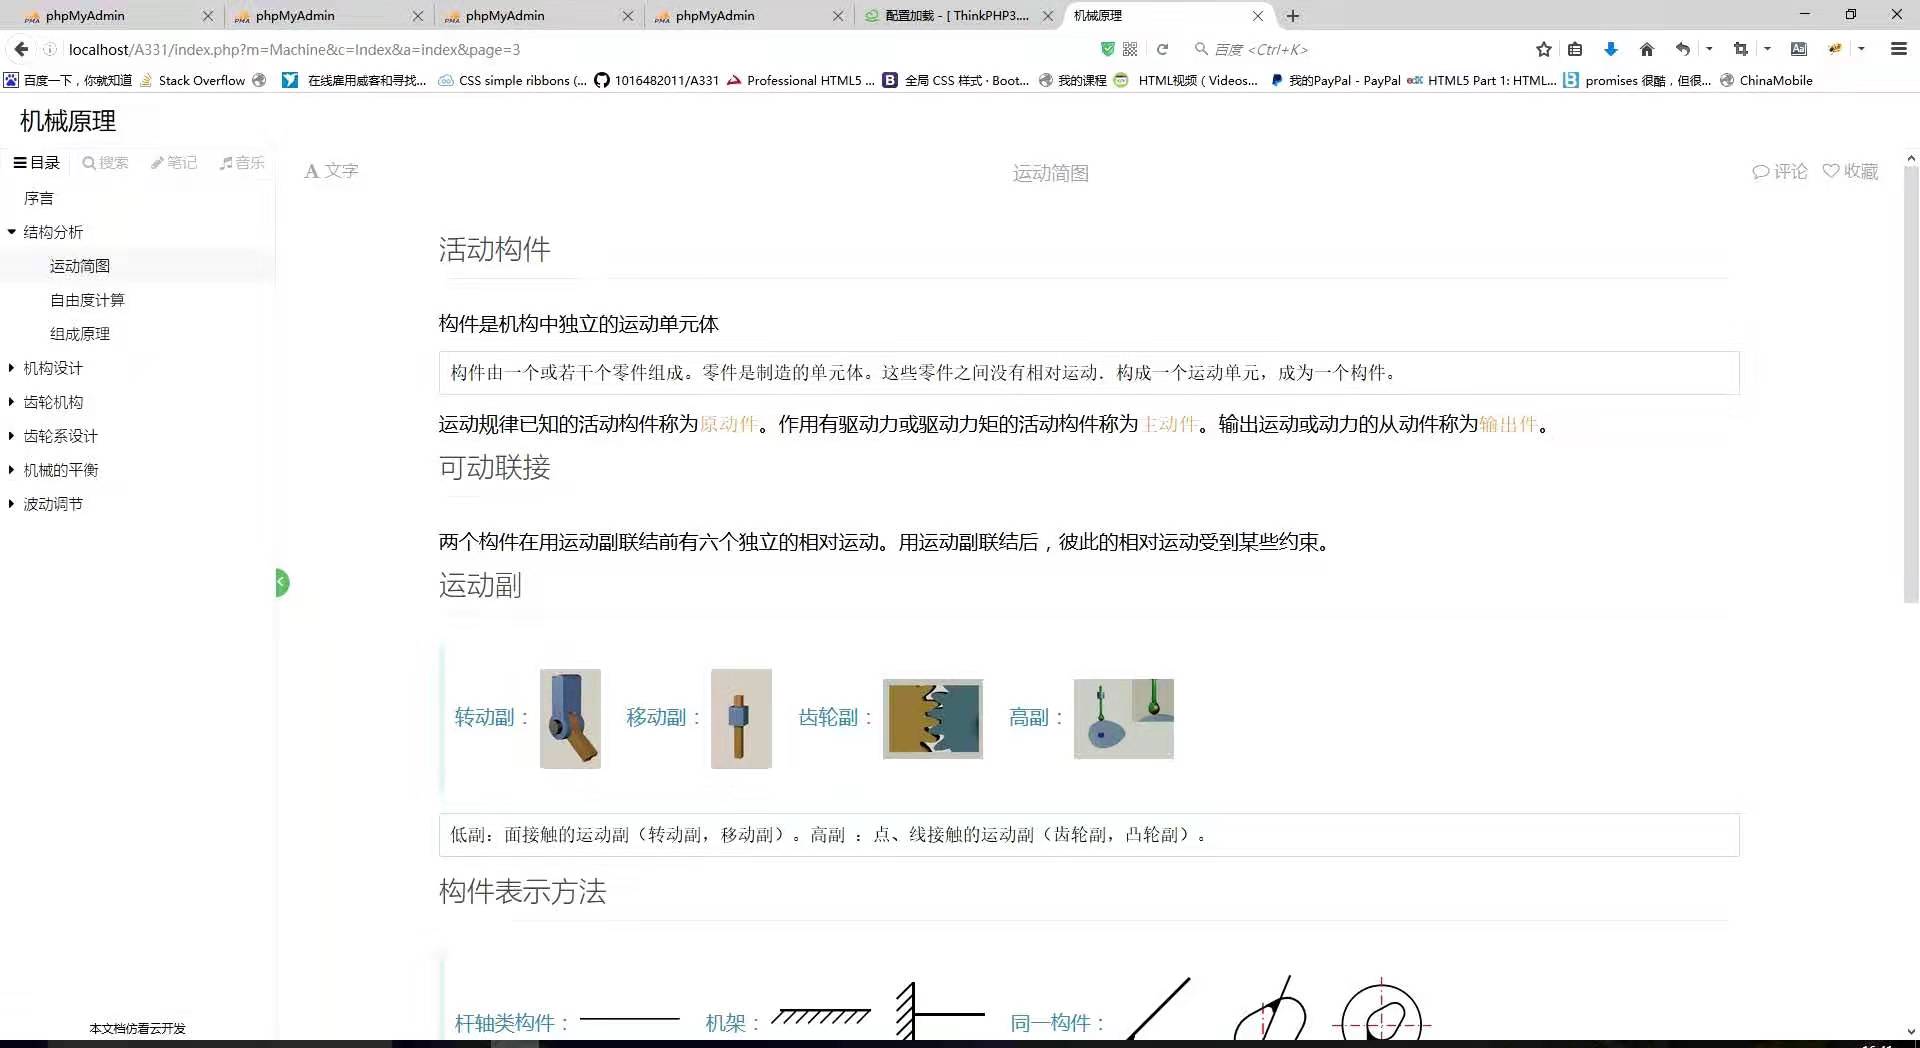 phpMyAdmin
phpMyAdmin
phpMyAdmin
phpMyAdmin
配置加载 - [ ThinkPHP3....
机械原理
localhost/A331/index.php?m=Machine&c=Index&a=index&page=3
百度 <Ctrl+K>
百度一下，你就知道
Stack Overflow
在线雇用威客和寻找...
CSS simple ribbons (...
1016482011/A331
Professional HTML5 ...
全局 CSS 样式 · Boot...
我的课程
HTML视频 ( Videos...
我的PayPal - PayPal
HTML5 Part 1: HTML...
promises 很酷，但很...
ChinaMobile
机械原理
目录
搜索
笔记
音乐
A 文字
运动简图
评论
收藏
序言
结构分析
运动简图
自由度计算
组成原理
机构设计
齿轮机构
齿轮系设计
机械的平衡
波动调节
本文档仿看云开发
活动构件
构件是机构中独立的运动单元体
构件由一个或若干个零件组成。零件是制造的单元体。这些零件之间没有相对运动．构成一个运动单元，成为一个构件。
运动规律已知的活动构件称为原动件。作用有驱动力或驱动力矩的活动构件称为主动件。输出运动或动力的从动件称为输出件。
可动联接
两个构件在用运动副联结前有六个独立的相对运动。用运动副联结后，彼此的相对运动受到某些约束。
运动副
转动副： 移动副： 齿轮副： 高副：
低副：面接触的运动副（转动副，移动副）。高副 ：点、线接触的运动副（齿轮副，凸轮副）。
构件表示方法
杆轴类构件： 机架： 同一构件：